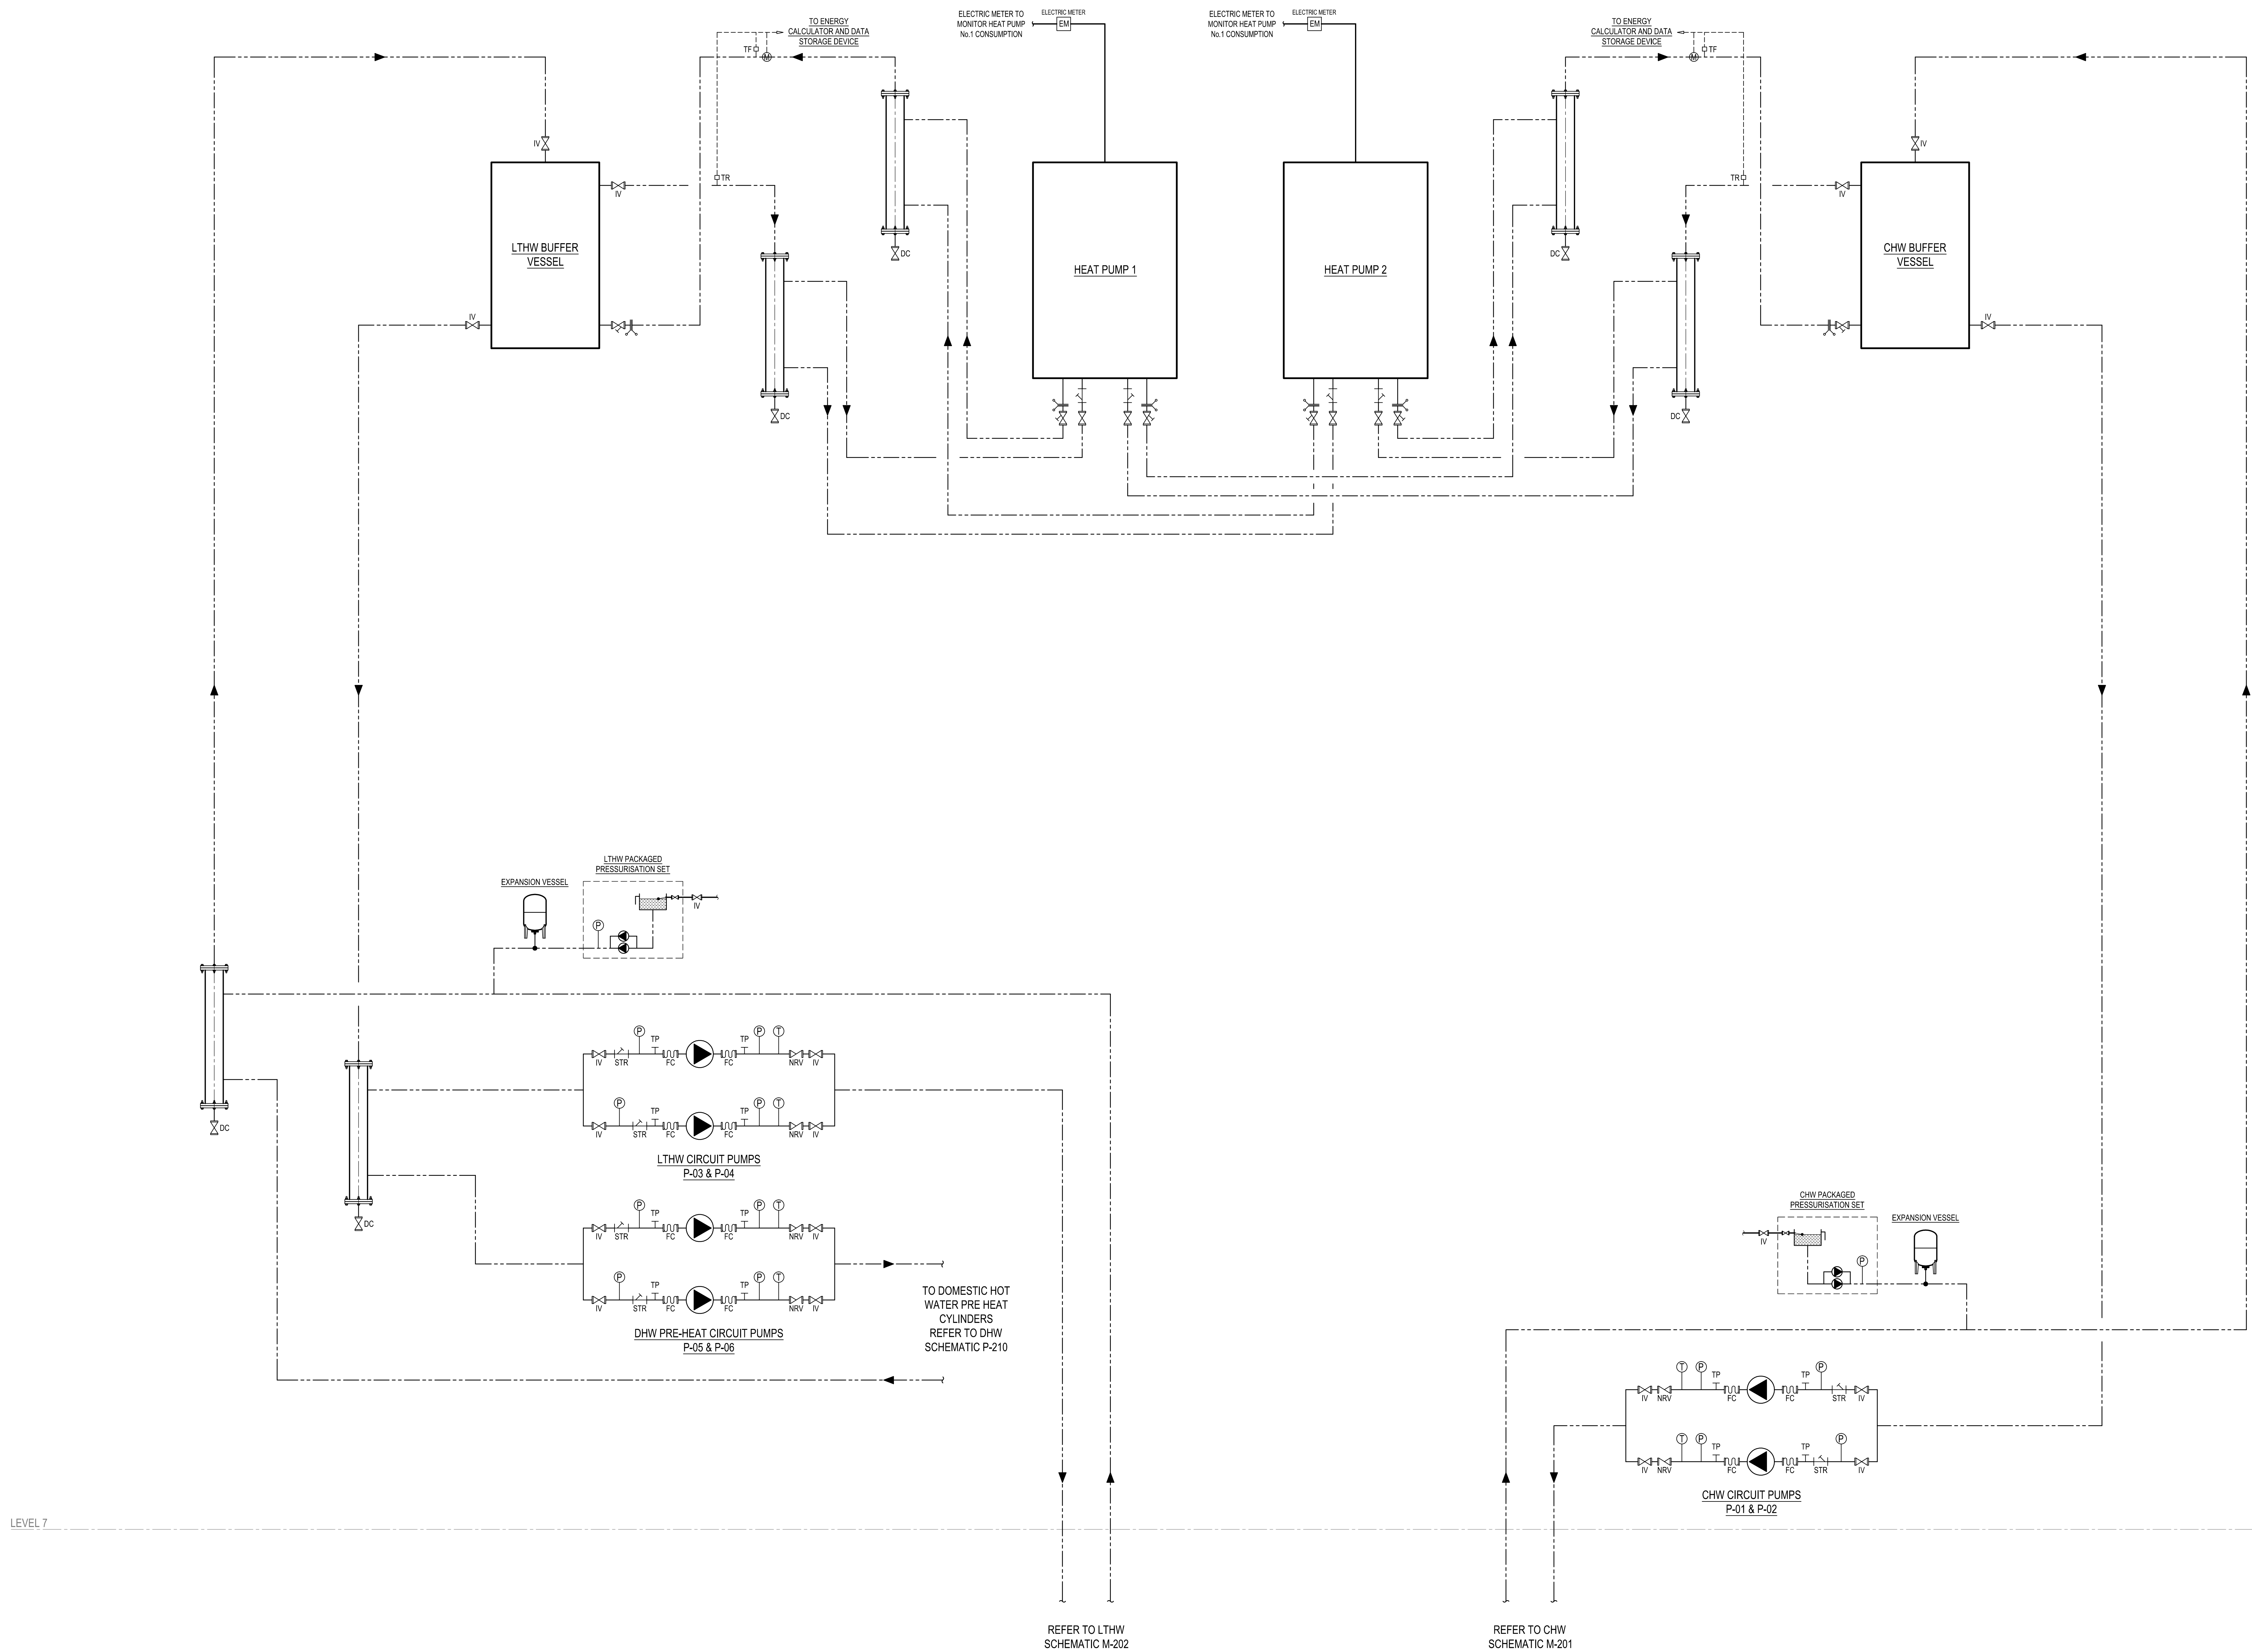 ELECTRIC METER TO
MONITOR HEAT PUMP
No.1 CONSUMPTION
ELECTRIC METER
EM
ELECTRIC METER TO
MONITOR HEAT PUMP
No.1 CONSUMPTION
ELECTRIC METER
EM
TO ENERGY
CALCULATOR AND DATA
STORAGE DEVICE
TF
M
TO ENERGY
CALCULATOR AND DATA
STORAGE DEVICE
TF
M
IV
IV
TR
TR
IV
IV
LTHW BUFFER
VESSEL
DC
HEAT PUMP 1
HEAT PUMP 2
DC
CHW BUFFER
VESSEL
IV
IV
DC
DC
LTHW PACKAGED
PRESSURISATION SET
EXPANSION VESSEL
IV
P
P
TP
TP
P
T
IV
STR
FC
FC
NRV
IV
P
TP
TP
P
T
IV
STR
FC
FC
NRV
IV
DC
LTHW CIRCUIT PUMPS
P-03 & P-04
DC
P
TP
TP
P
T
IV
STR
FC
FC
NRV
IV
P
TP
TP
P
T
IV
STR
FC
FC
NRV
IV
DHW PRE-HEAT CIRCUIT PUMPS
P-05 & P-06
TO DOMESTIC HOT
WATER PRE HEAT
CYLINDERS
REFER TO DHW
SCHEMATIC P-210
CHW PACKAGED
PRESSURISATION SET
EXPANSION VESSEL
IV
P
T
P
TP
TP
P
IV
NRV
FC
FC
STR
IV
T
P
TP
TP
P
IV
NRV
FC
FC
STR
IV
CHW CIRCUIT PUMPS
P-01 & P-02
LEVEL 7
REFER TO LTHW
SCHEMATIC M-202
REFER TO CHW
SCHEMATIC M-201